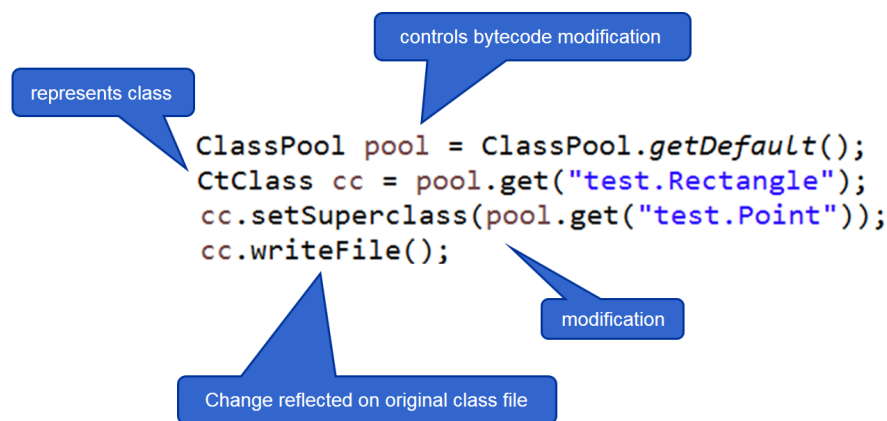 controls bytecode modification
represents class
ClassPool pool = ClassPool.getDefault();
CtClass cc = pool.get("test.Rectangle");
cc.setSuperclass(pool.get("test.Point"));
cc.writeFile();
modification
Change reflected on original class file